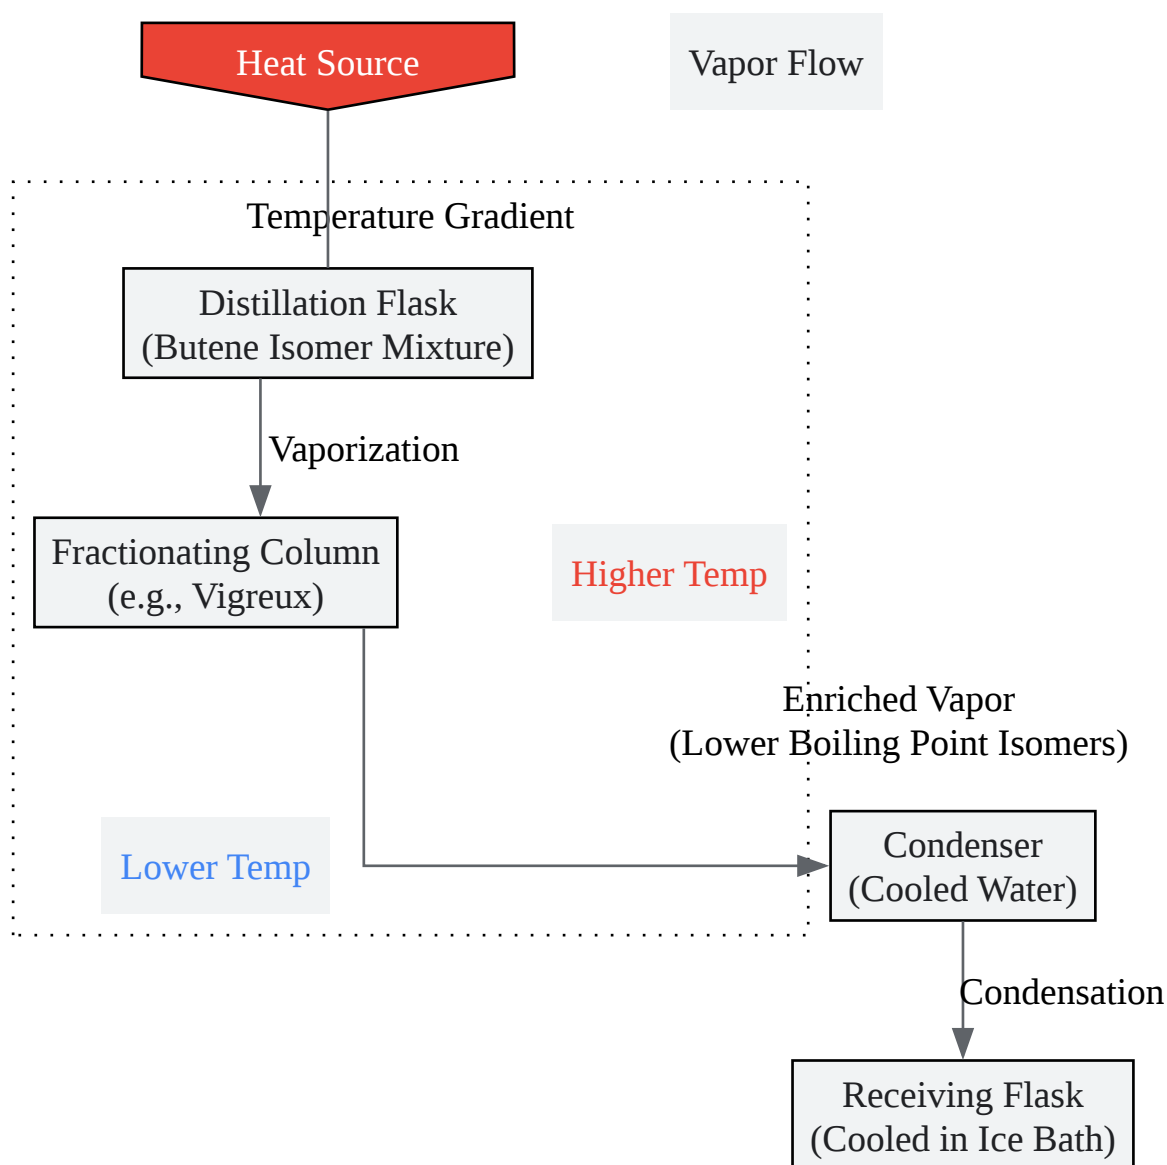 Heat Source
Vapor Flow
Temperature Gradient
Distillation Flask
(Butene Isomer Mixture)
Vaporization
Fractionating Column
(e.g., Vigreux)
Higher Temp
Enriched Vapor
(Lower Boiling Point Isomers)
Lower Temp
Condenser
(Cooled Water)
Condensation
Receiving Flask
(Cooled in Ice Bath)